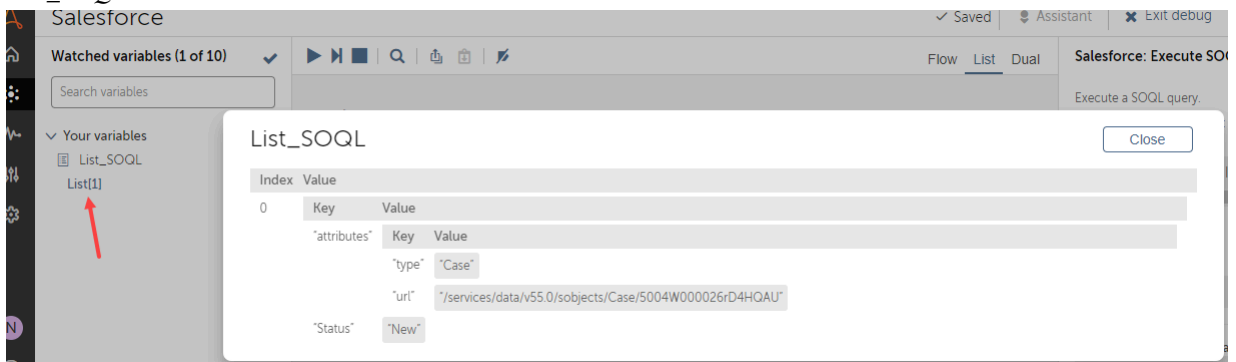 Salesforce
Saved
Assistant
Exit debug
Watched variables (1 of 10)
Flow List Dual
Salesforce: Execute SO
Search variables
Execute a SOQL query.
Your variables
List_SOQL
List[1]
List_SOQL
Close
Index Value
0 Key Value
"attributes" Key Value
"type" "Case"
"url" "/services/data/v55.0/sobjects/Case/5004W000026rD4HQAU"
"Status" "New"
N